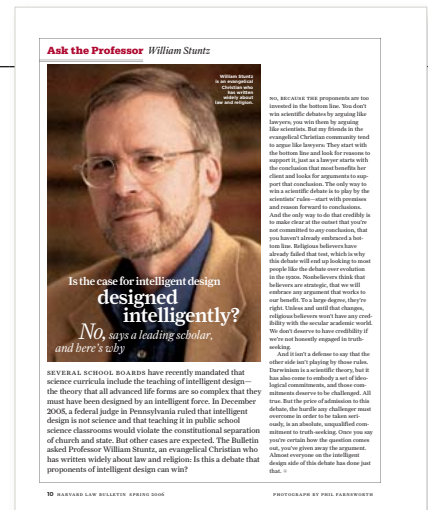 Ask the Professor William Stuntz
William Stuntz
is an evangelical
Christian who
has written
widely about
law and religion.
Is the case for intelligent design
designed
intelligently?
No, says a leading scholar,
and here's why
SEVERAL SCHOOL BOARDS have recently mandated that
science curricula include the teaching of intelligent design—
the theory that all advanced life forms are so complex that they
must have been designed by an intelligent force. In December
2005, a federal judge in Pennsylvania ruled that intelligent
design is not science and that teaching it in public school
science classrooms would violate the constitutional separation
of church and state. But other cases are expected. The Bulletin
asked Professor William Stuntz, an evangelical Christian who
has written widely about law and religion: Is this a debate that
proponents of intelligent design can win?
NO, BECAUSE THE proponents are too
invested in the bottom line. You don't
win scientific debates by arguing like
lawyers; you win them by arguing
like scientists. But my friends in the
evangelical Christian community tend
to argue like lawyers. They start with
the bottom line and look for reasons to
support it, just as a lawyer starts with
the conclusion that most benefits her
client and looks for arguments to sup-
port that conclusion. The only way to
win a scientific debate is to play by the
scientists' rules—start with premises
and reason forward to conclusions.
And the only way to do that credibly is
to make clear at the outset that you're
not committed to any conclusion, that
you haven't already embraced a bot-
tom line. Religious believers have
already failed that test, which is why
this debate will end up looking to most
people like the debate over evolution
in the 1920s. Nonbelievers think that
believers are strategic, that we will
embrace any argument that works to
our benefit. To a large degree, they're
right. Unless and until that changes,
religious believers won't have any cred-
ibility with the secular academic world.
We don't deserve to have credibility if
we're not honestly engaged in truth-
seeking.
And it isn't a defense to say that the
other side isn't playing by those rules.
Darwinism is a scientific theory, but it
has also come to embody a set of ideo-
logical commitments, and those com-
mitments deserve to be challenged. All
true. But the price of admission to this
debate, the hurdle any challenger must
overcome in order to be taken seri-
ously, is an absolute, unqualified com-
mitment to truth-seeking. Once you say
you're certain how the question comes
out, you've given away the argument.
Almost everyone on the intelligent
design side of this debate has done just
that.
10 HARVARD LAW BULLETIN SPRING 2006
PHOTOGRAPH BY PHIL FARNSWORTH